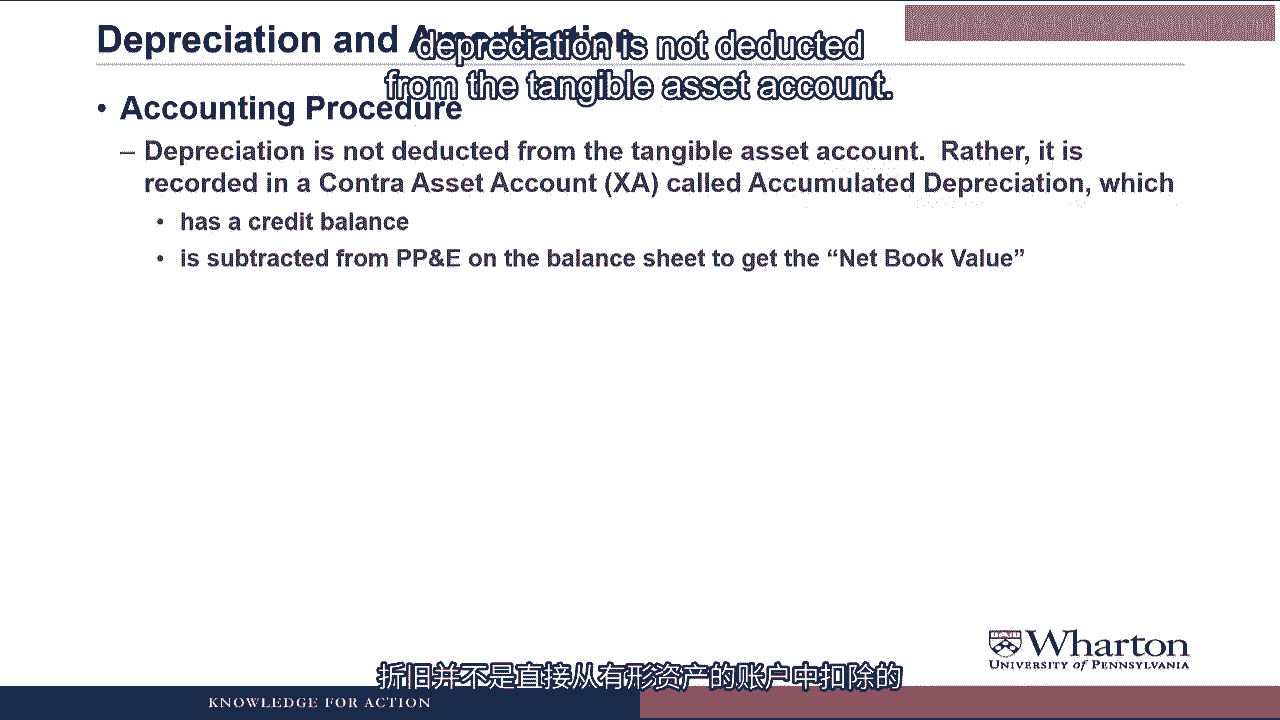 Depreciation and Amortization
depreciation is not deducted
from the tangible asset account.
• Accounting Procedure
– Depreciation is not deducted from the tangible asset account. Rather, it is
recorded in a Contra Asset Account (XA) called Accumulated Depreciation, which
• has a credit balance
• is subtracted from PP&E on the balance sheet to get the “Net Book Value”
Wharton
UNIVERSITY of PENNSYLVANIA
折旧并不是直接从有形资产的账户中扣除的
KNOWLEDGE FOR ACTION